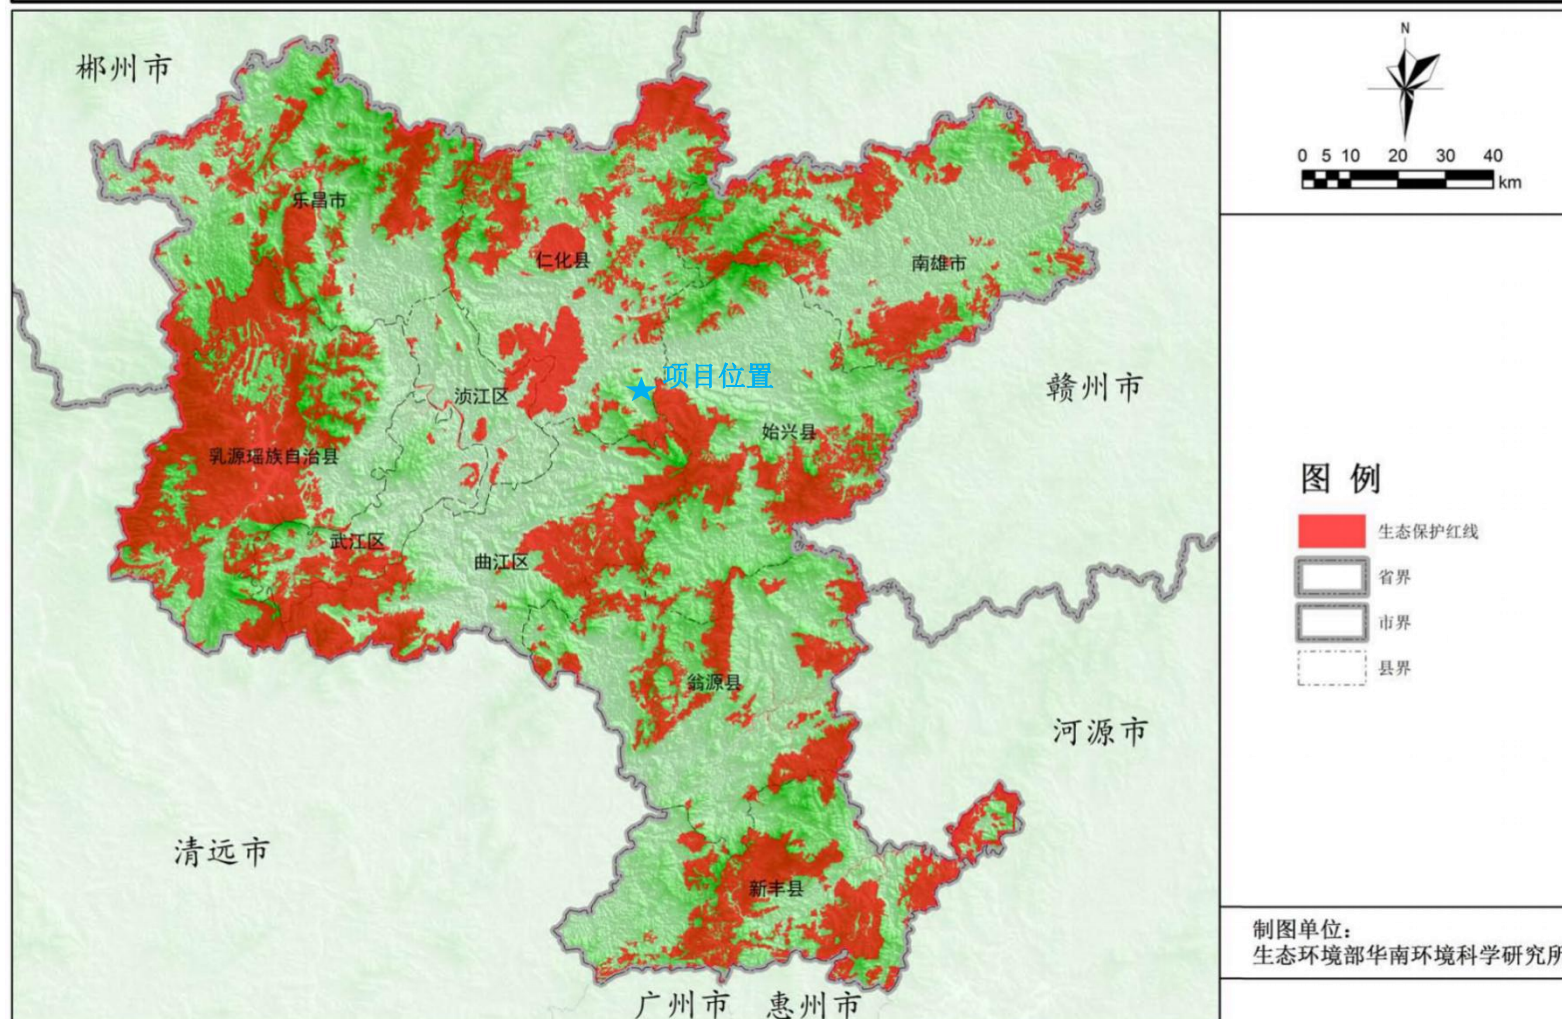 郴州市
N
0 5 10 20 30 40
km
乐昌市
仁化县
南雄市
项目位置
赣州市
浈江区
始兴县
乳源瑶族自治县
图 例
生态保护红线
武江区
曲江区
省界
市界
县界
翁源县
河源市
清远市
新丰县
制图单位：
生态环境部华南环境科学研究所
广州市 惠州市